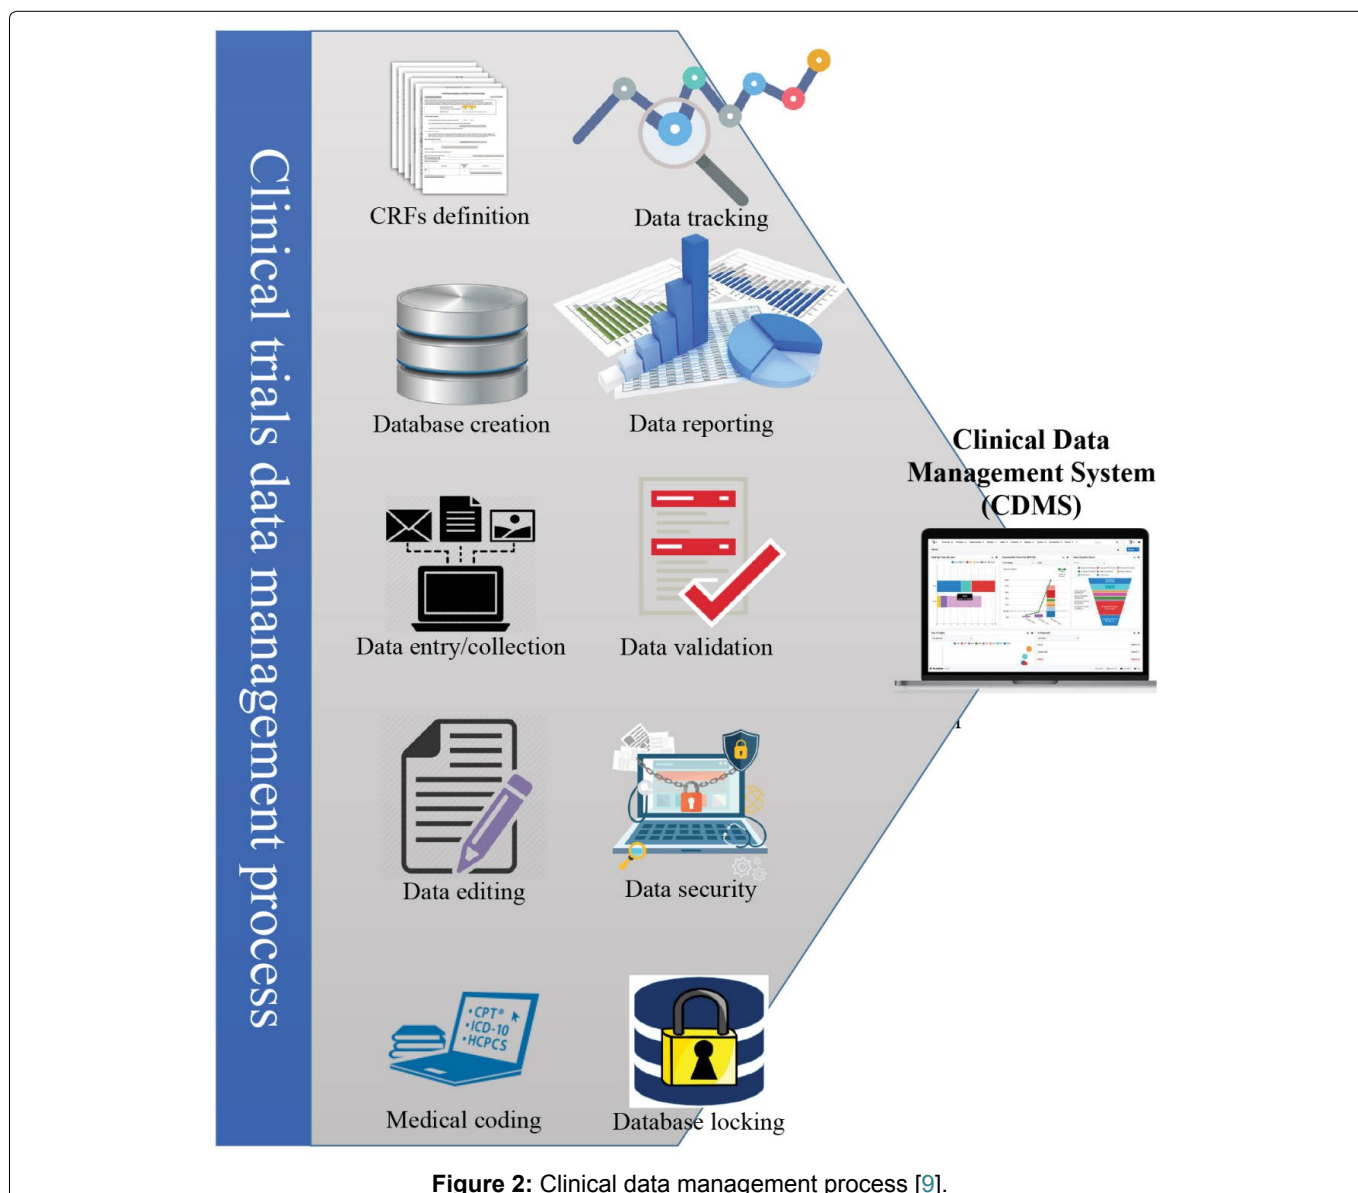 Clinical trials data management process
CRFs definition
Data tracking
Database creation
Data reporting
Data entry/collection
Data validation
Data editing
Data security
CPT®
ICD-10
HCPCS
Medical coding
Database locking
Clinical Data
Management System
(CDMS)
Figure 2: Clinical data management process [9].